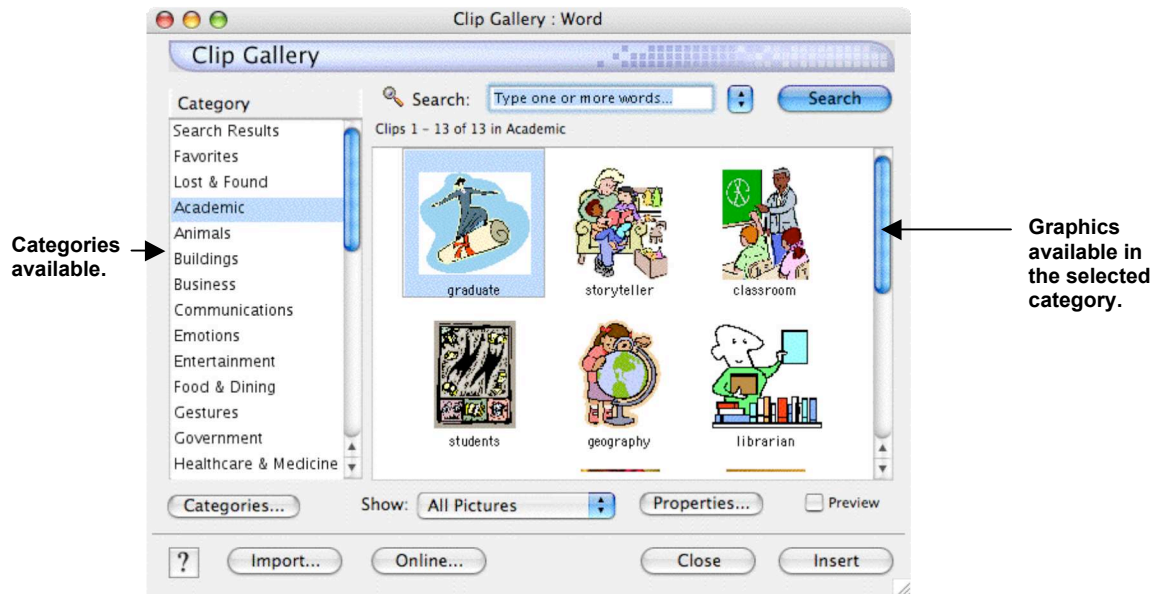 Clip Gallery : Word
Clip Gallery
Category
Search:
Type one or more words...
Search
Clips 1 – 13 of 13 in Academic
Search Results
Favorites
Lost & Found
Academic
Animals
Buildings
Business
Communications
Emotions
Entertainment
Food & Dining
Gestures
Government
Healthcare & Medicine
graduate
storyteller
classroom
students
geography
librarian
Categories
available.
Graphics
available in
the selected
category.
Categories...
Show:
All Pictures
Properties...
Preview
?
Import...
Online...
Close
Insert